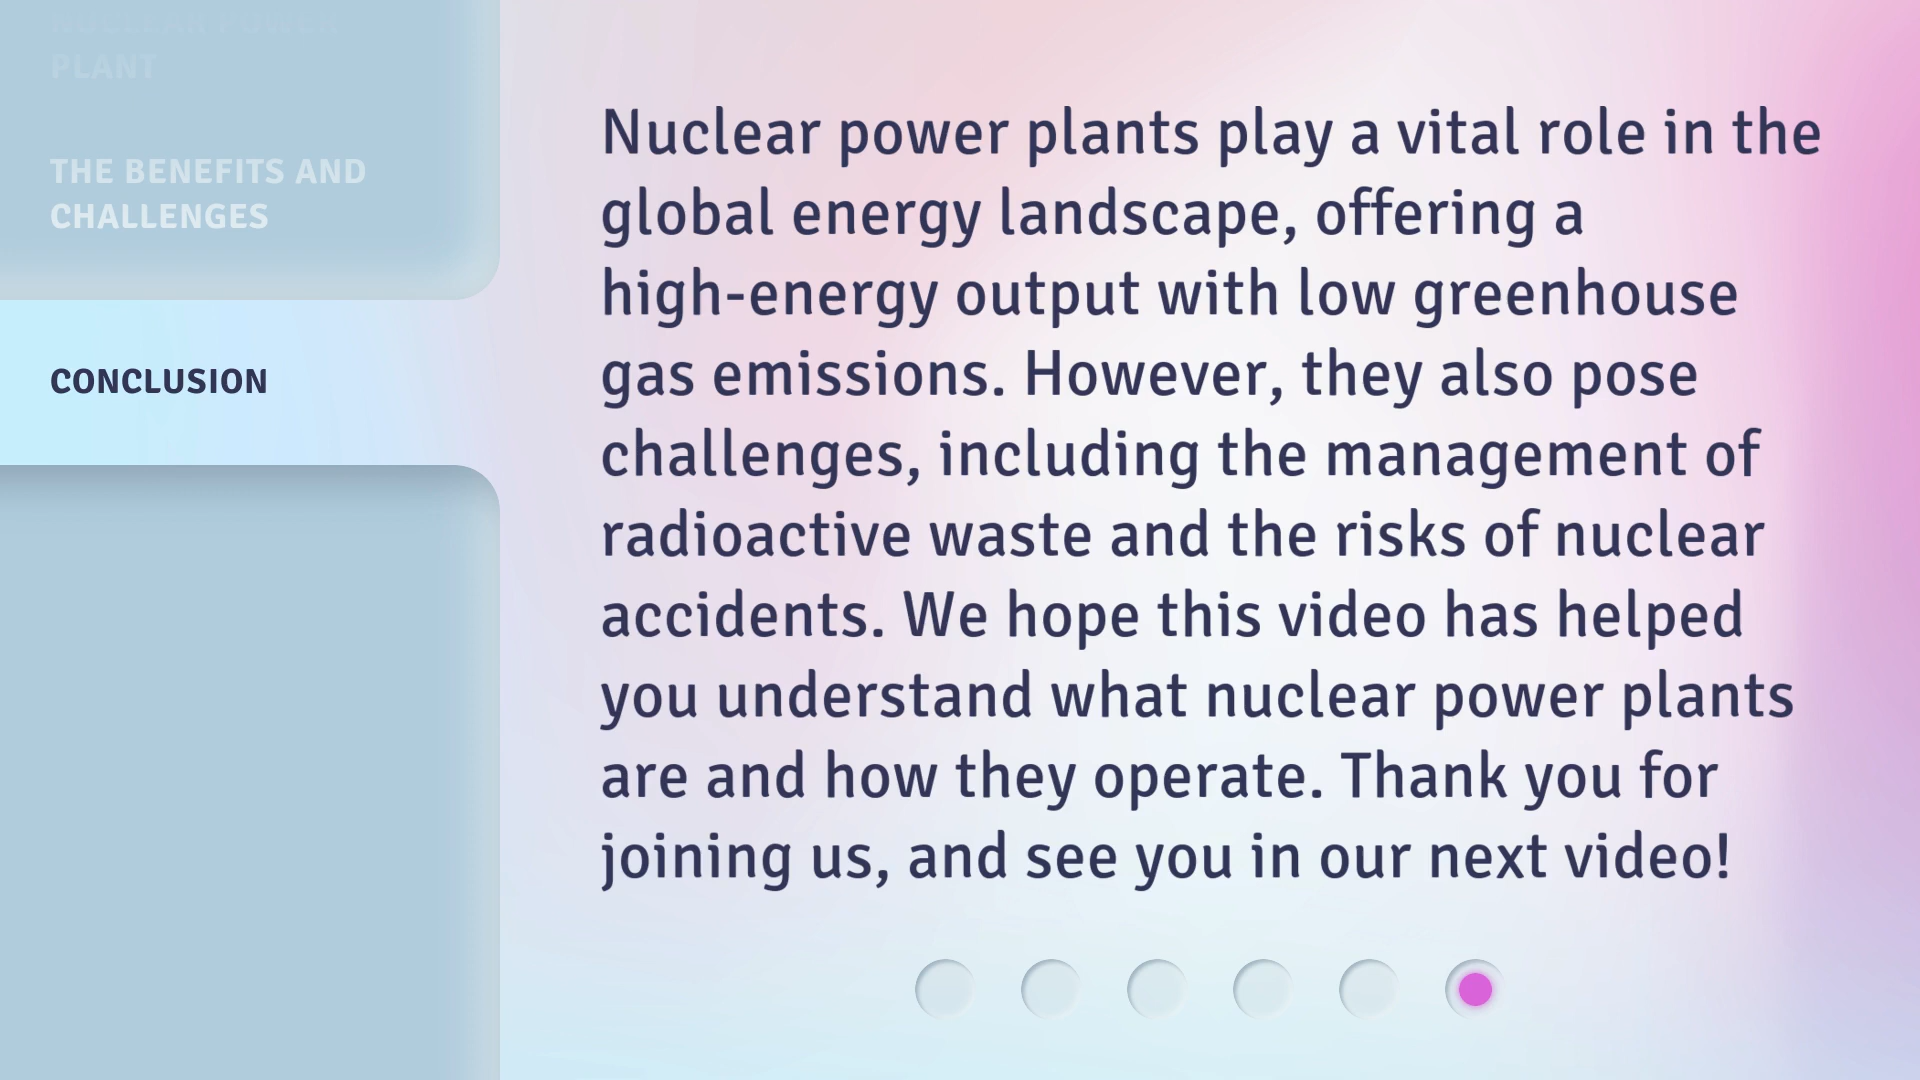 NUCLEAR POWER
PLANT
THE BENEFITS AND
CHALLENGES
CONCLUSION
Nuclear power plants play a vital role in the
global energy landscape, offering a
high-energy output with low greenhouse
gas emissions. However, they also pose
challenges, including the management of
radioactive waste and the risks of nuclear
accidents. We hope this video has helped
you understand what nuclear power plants
are and how they operate. Thank you for
joining us, and see you in our next video!